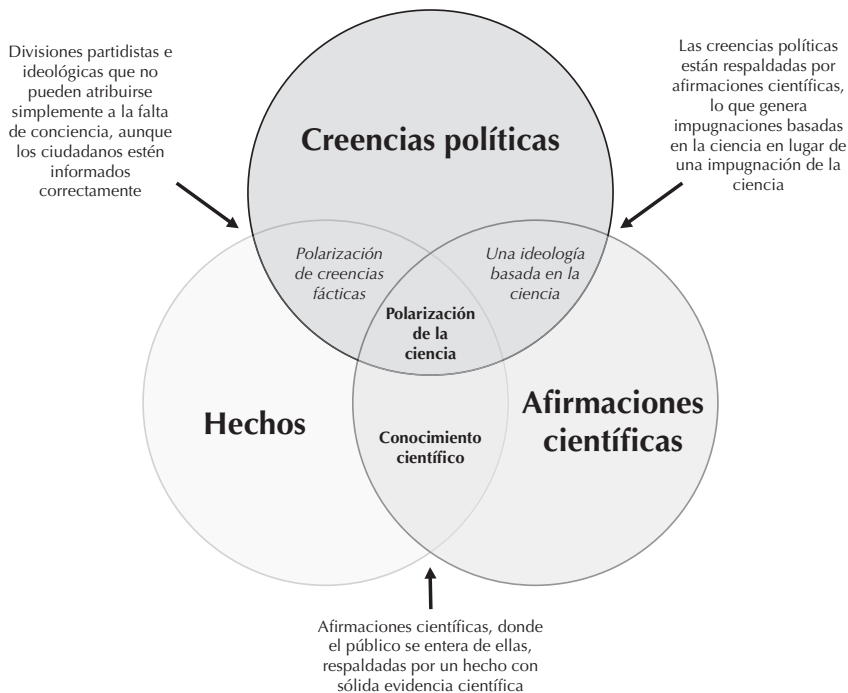 Divisiones partidistas e
ideológicas que no
pueden atribuirse
simplemente a la falta
de conciencia, aunque
los ciudadanos estén
informados
correctamente
Las creencias políticas
están respaldadas por
afirmaciones científicas,
lo que genera
impugnaciones basadas
en la ciencia en lugar de
una impugnación de la
ciencia
Creencias políticas
Polarización
de creencias
fácticas
Una ideología
basada en la
ciencia
Polarización
de la
ciencia
Hechos
Afirmaciones
científicas
Conocimiento
científico
Afirmaciones científicas, donde
el público se entera de ellas,
respaldadas por un hecho con
sólida evidencia científica